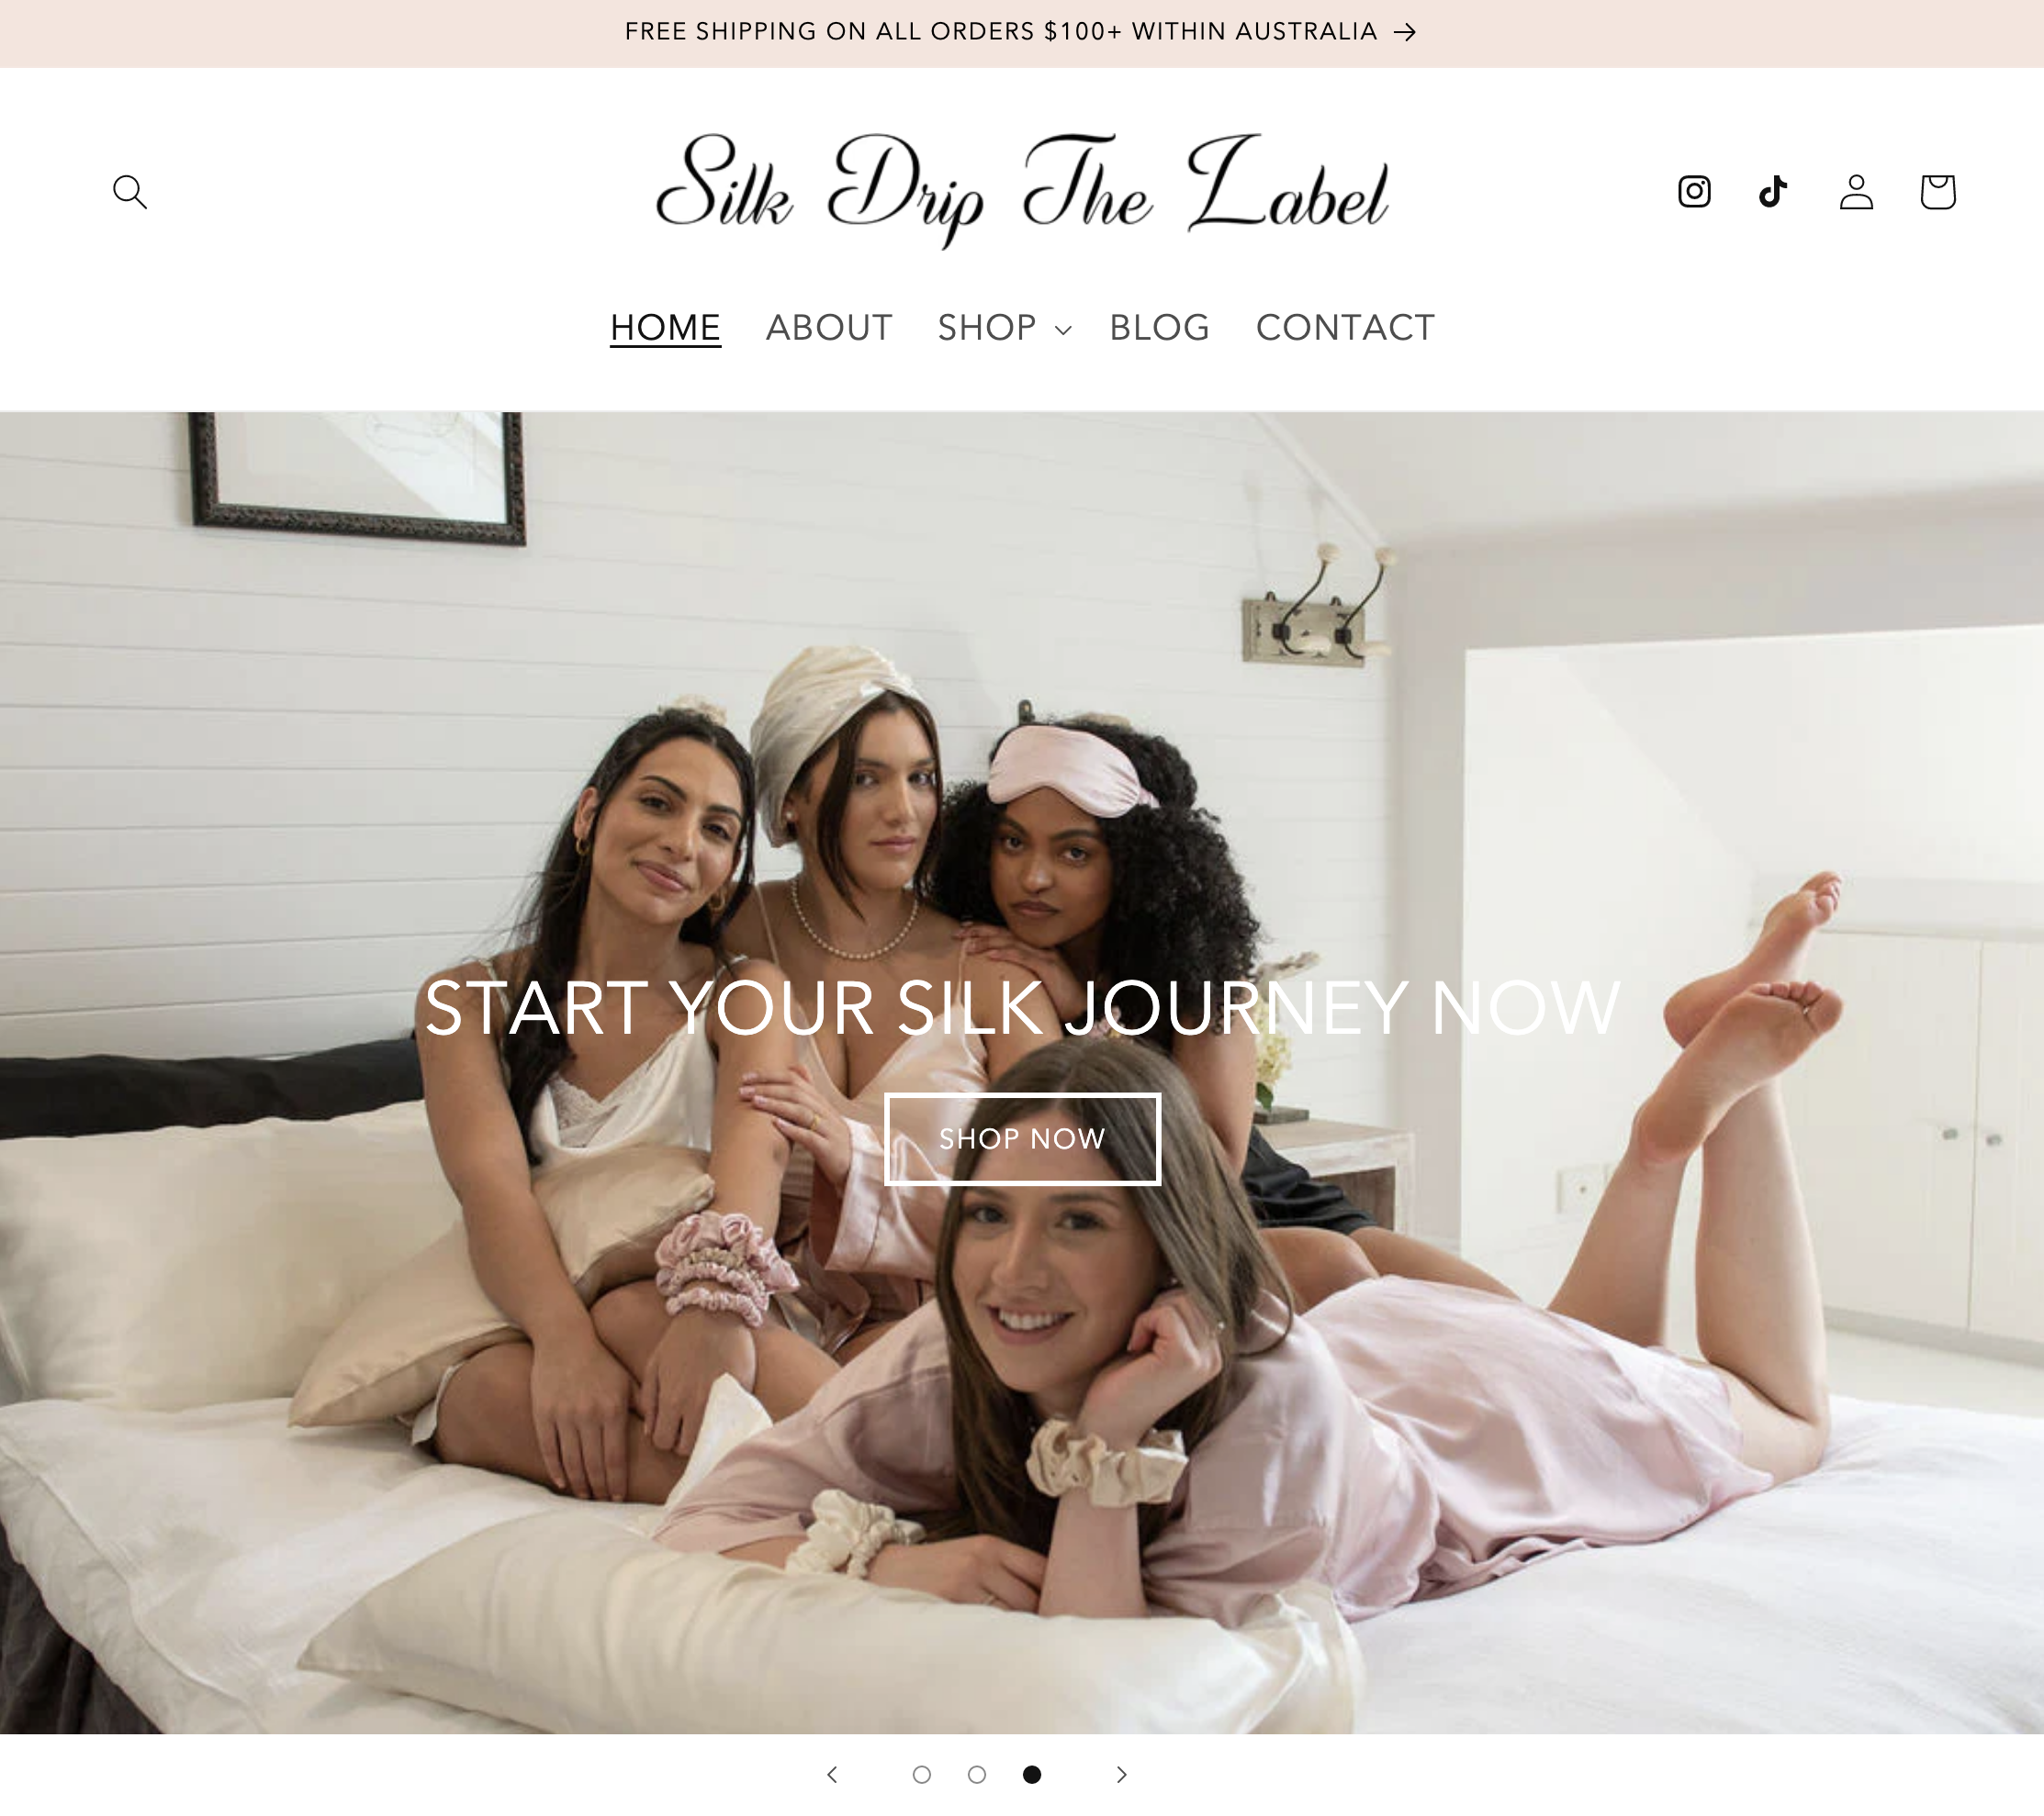 FREE SHIPPING ON ALL ORDERS $100+ WITHIN AUSTRALIA
Silk Drip The Label
HOME ABOUT SHOP BLOG CONTACT
START YOUR SILK JOURNEY NOW
SHOP NOW